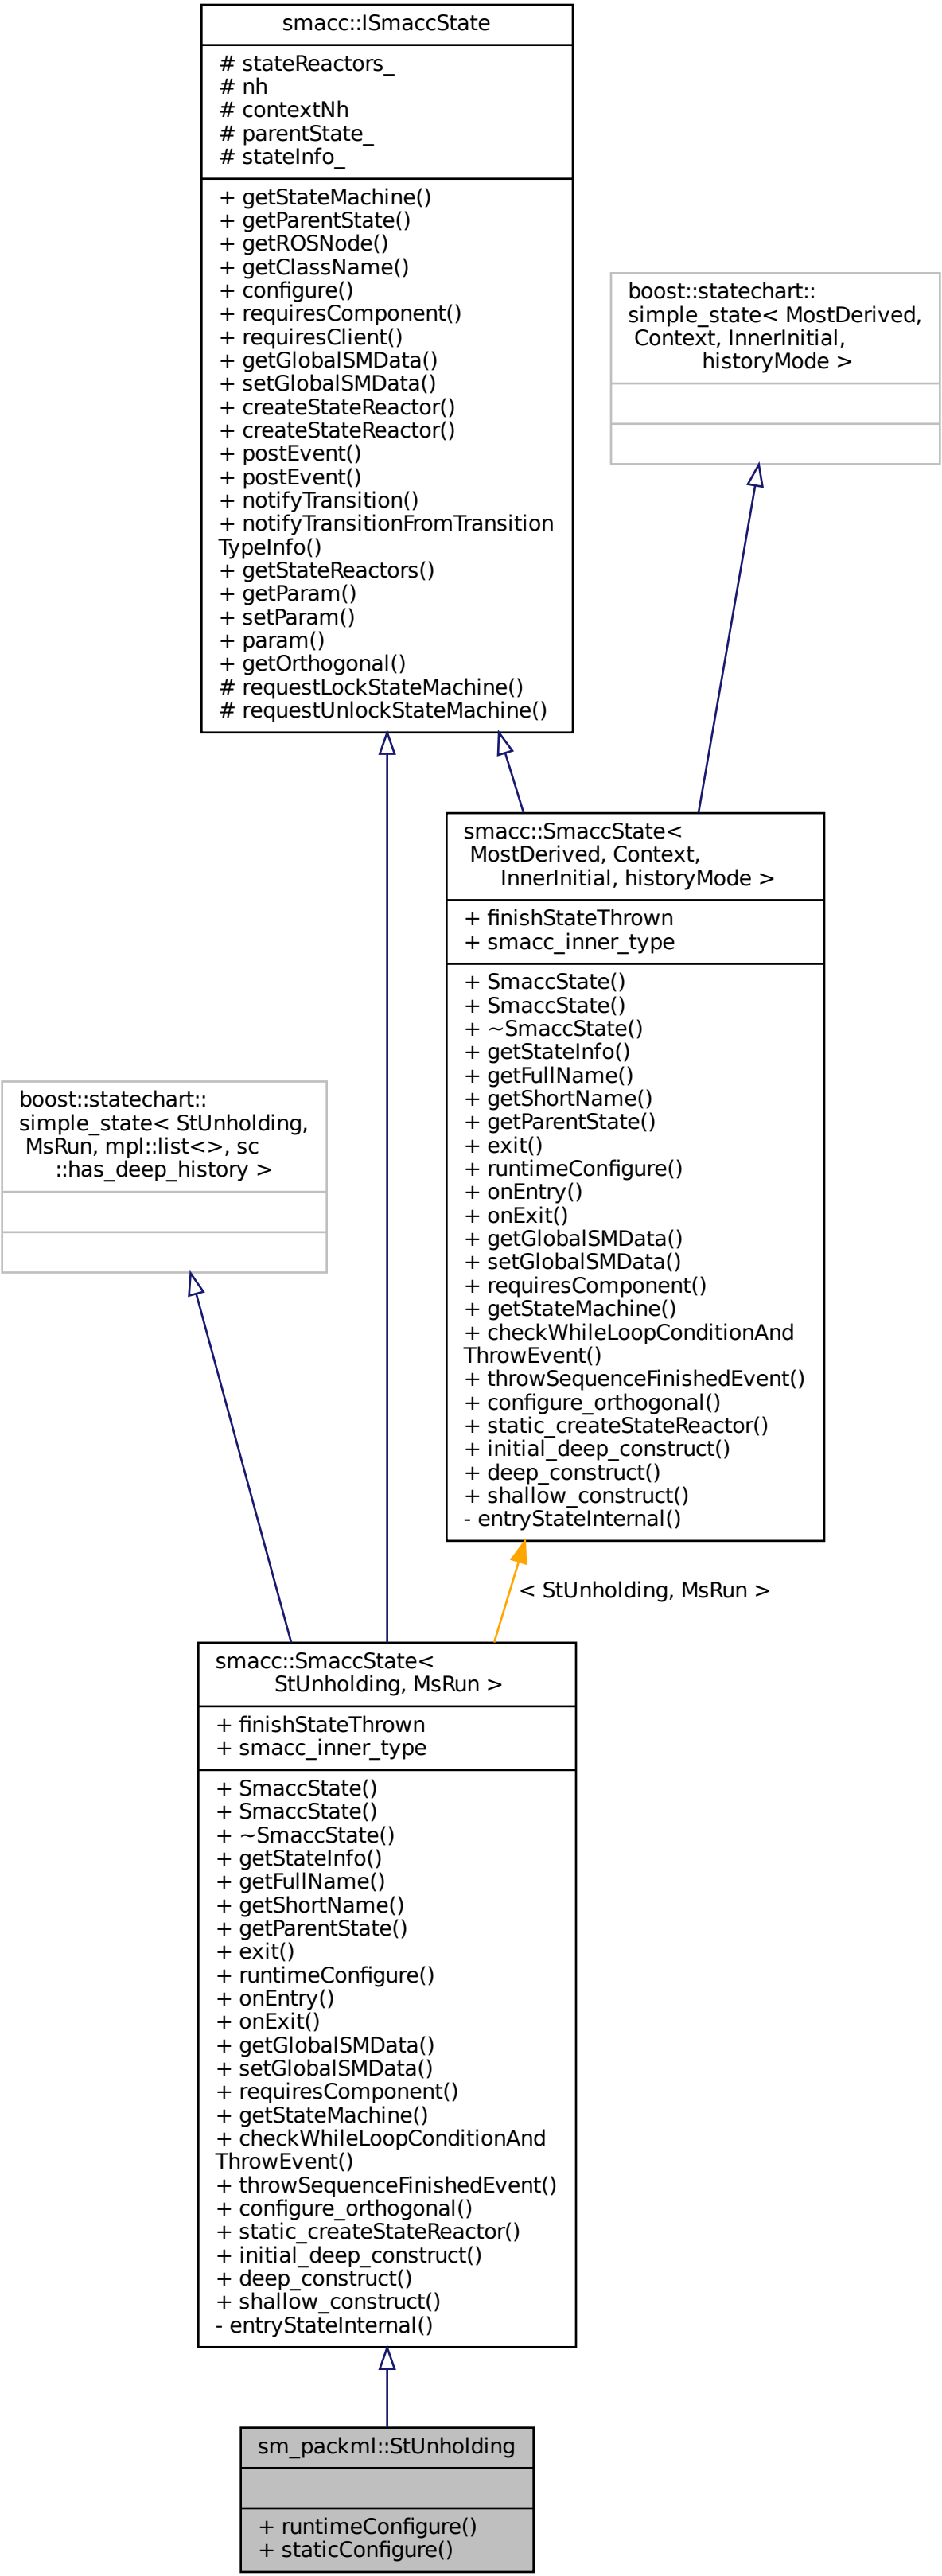 smacc::ISmaccState
# stateReactors_
# nh
# contextNh
# parentState_
# stateInfo_
+ getStateMachine()
+ getParentState()
+ getROSNode()
+ getClassName()
+ configure()
+ requiresComponent()
+ requiresClient()
+ getGlobalSMData()
+ setGlobalSMData()
+ createStateReactor()
+ createStateReactor()
+ postEvent()
+ postEvent()
+ notifyTransition()
+ notifyTransitionFromTransition
TypeInfo()
+ getStateReactors()
+ getParam()
+ setParam()
+ param()
+ getOrthogonal()
# requestLockStateMachine()
# requestUnlockStateMachine()
boost::statechart::
simple_state< MostDerived,
Context, InnerInitial,
historyMode >
smacc::SmaccState<
MostDerived, Context,
InnerInitial, historyMode >
+ finishStateThrown
+ smacc_inner_type
+ SmaccState()
+ SmaccState()
+ ~SmaccState()
+ getStateInfo()
+ getFullName()
+ getShortName()
+ getParentState()
+ exit()
+ runtimeConfigure()
+ onEntry()
+ onExit()
+ getGlobalSMData()
+ setGlobalSMData()
+ requiresComponent()
+ getStateMachine()
+ checkWhileLoopConditionAnd
ThrowEvent()
+ throwSequenceFinishedEvent()
+ configure_orthogonal()
+ static_createStateReactor()
+ initial_deep_construct()
+ deep_construct()
+ shallow_construct()
- entryStateInternal()
boost::statechart::
simple_state< StUnholding,
MsRun, mpl::list<>, sc
::has_deep_history >
< StUnholding, MsRun >
smacc::SmaccState<
StUnholding, MsRun >
+ finishStateThrown
+ smacc_inner_type
+ SmaccState()
+ SmaccState()
+ ~SmaccState()
+ getStateInfo()
+ getFullName()
+ getShortName()
+ getParentState()
+ exit()
+ runtimeConfigure()
+ onEntry()
+ onExit()
+ getGlobalSMData()
+ setGlobalSMData()
+ requiresComponent()
+ getStateMachine()
+ checkWhileLoopConditionAnd
ThrowEvent()
+ throwSequenceFinishedEvent()
+ configure_orthogonal()
+ static_createStateReactor()
+ initial_deep_construct()
+ deep_construct()
+ shallow_construct()
- entryStateInternal()
sm_packml::StUnholding
+ runtimeConfigure()
+ staticConfigure()